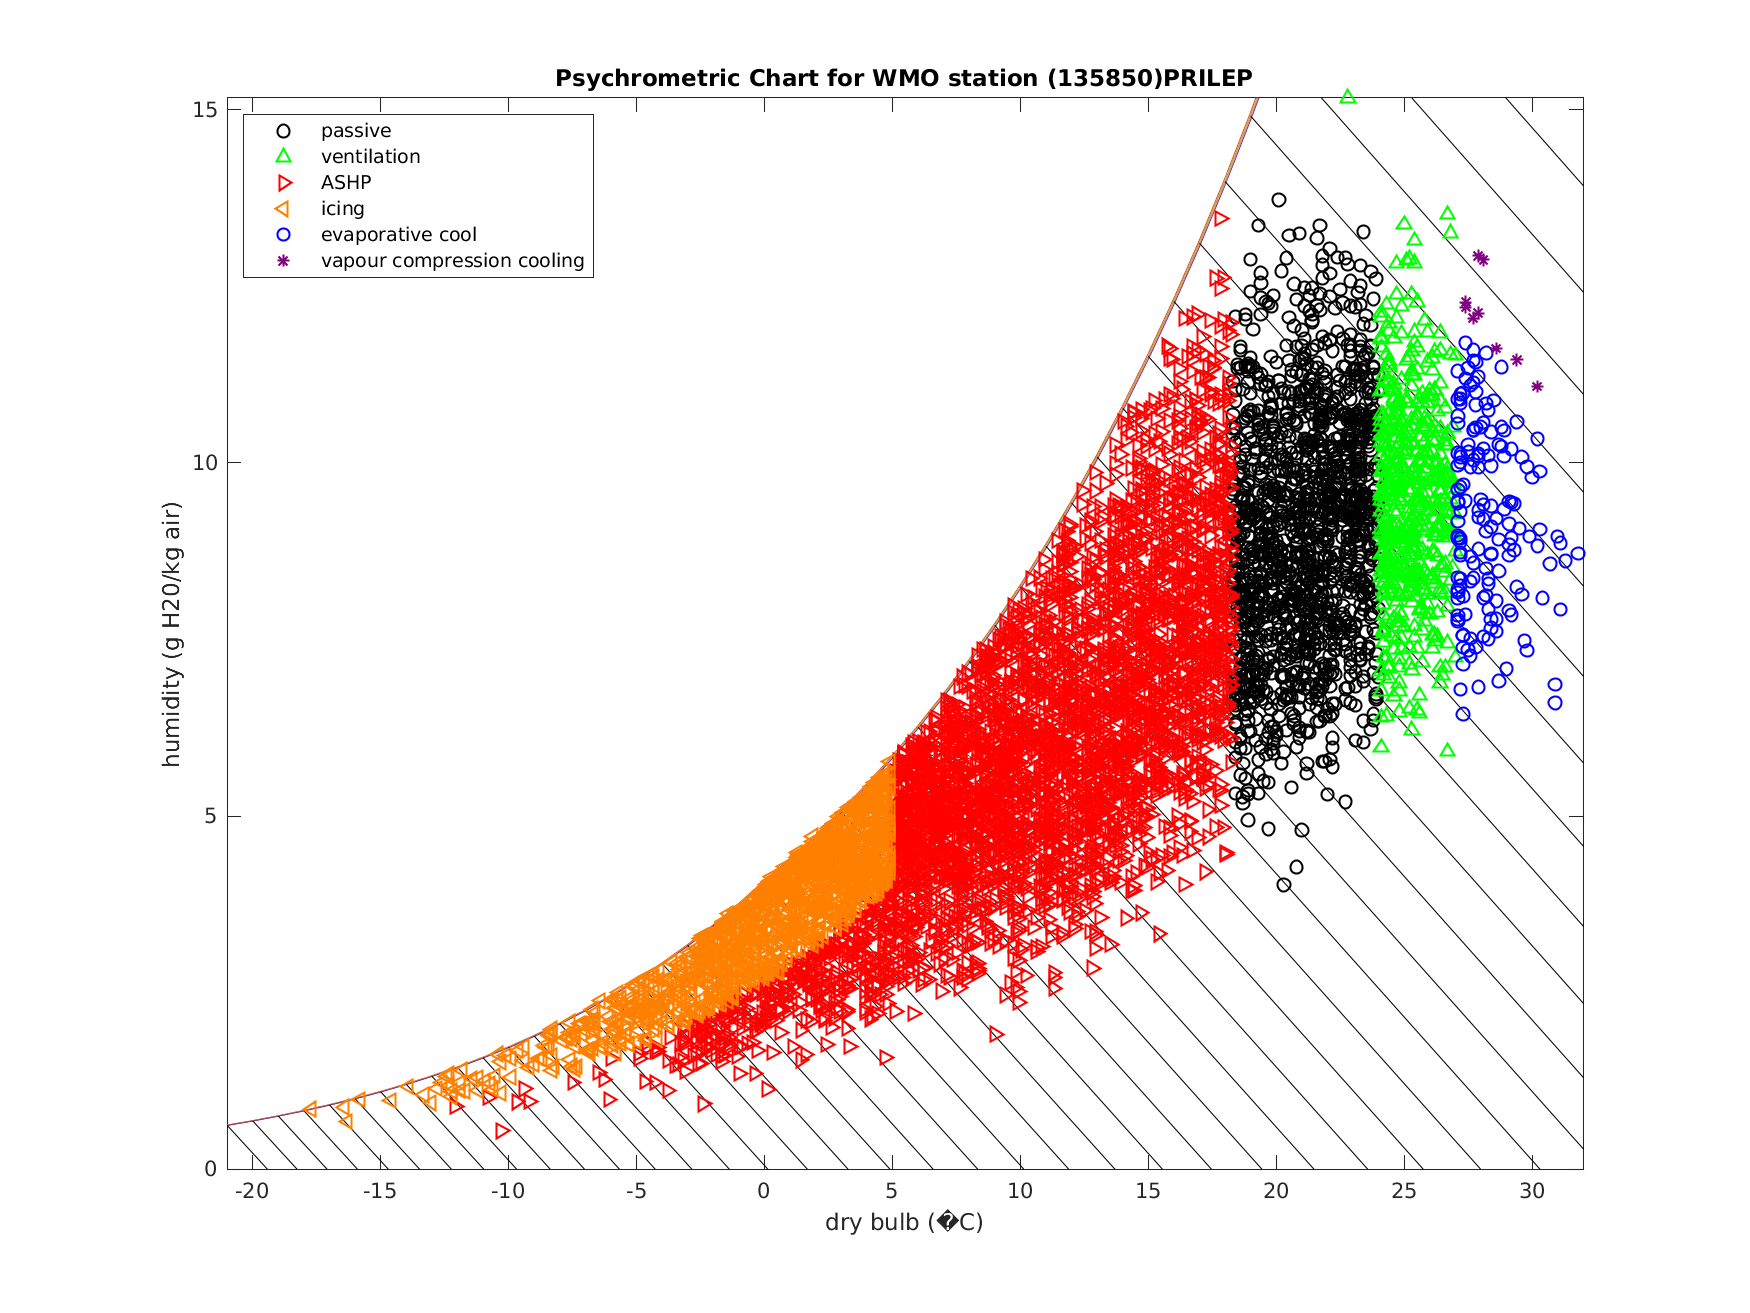 Psychrometric Chart for WMO station (135850)PRILEP
15
10
5
0
humidity (g H20/kg air)
passive
ventilation
ASHP
icing
evaporative cool
vapour compression cooling
-20 -15 -10 -5 0 5 10 15 20 25 30
dry bulb (�C)